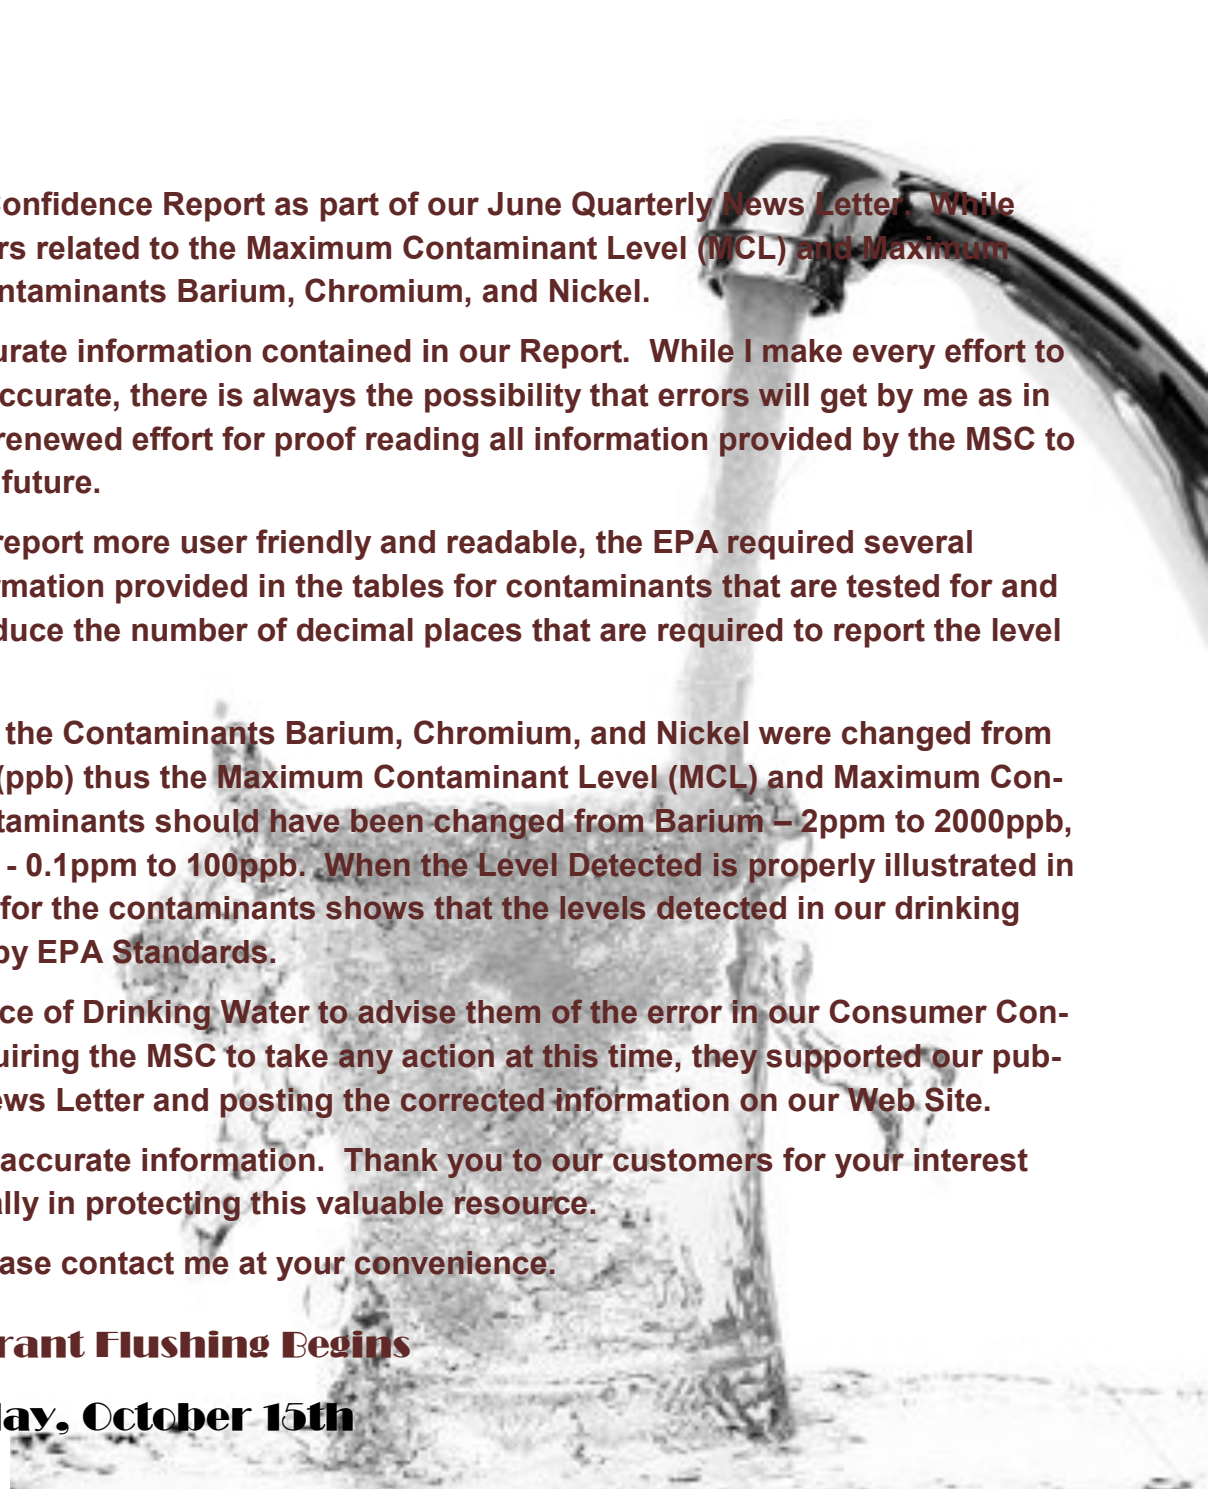 onfidence Report as part of our June Quarterly News Letter.  While
rs related to the Maximum Contaminant Level (MCL) and Maximum
ntaminants Barium, Chromium, and Nickel.
urate information contained in our Report.  While I make every effort to
ccurate, there is always the possibility that errors will get by me as in
renewed effort for proof reading all information provided by the MSC to
future.
report more user friendly and readable, the EPA required several
rmation provided in the tables for contaminants that are tested for and
duce the number of decimal places that are required to report the level
the Contaminants Barium, Chromium, and Nickel were changed from
(ppb) thus the Maximum Contaminant Level (MCL) and Maximum Con-
taminants should have been changed from Barium – 2ppm to 2000ppb,
- 0.1ppm to 100ppb.  When the Level Detected is properly illustrated in
for the contaminants shows that the levels detected in our drinking
by EPA Standards.
ce of Drinking Water to advise them of the error in our Consumer Con-
uiring the MSC to take any action at this time, they supported our pub-
ews Letter and posting the corrected information on our Web Site.
accurate information.  Thank you to our customers for your interest
ally in protecting this valuable resource.
ase contact me at your convenience.
rant Flushing Begins
ay, October 15th